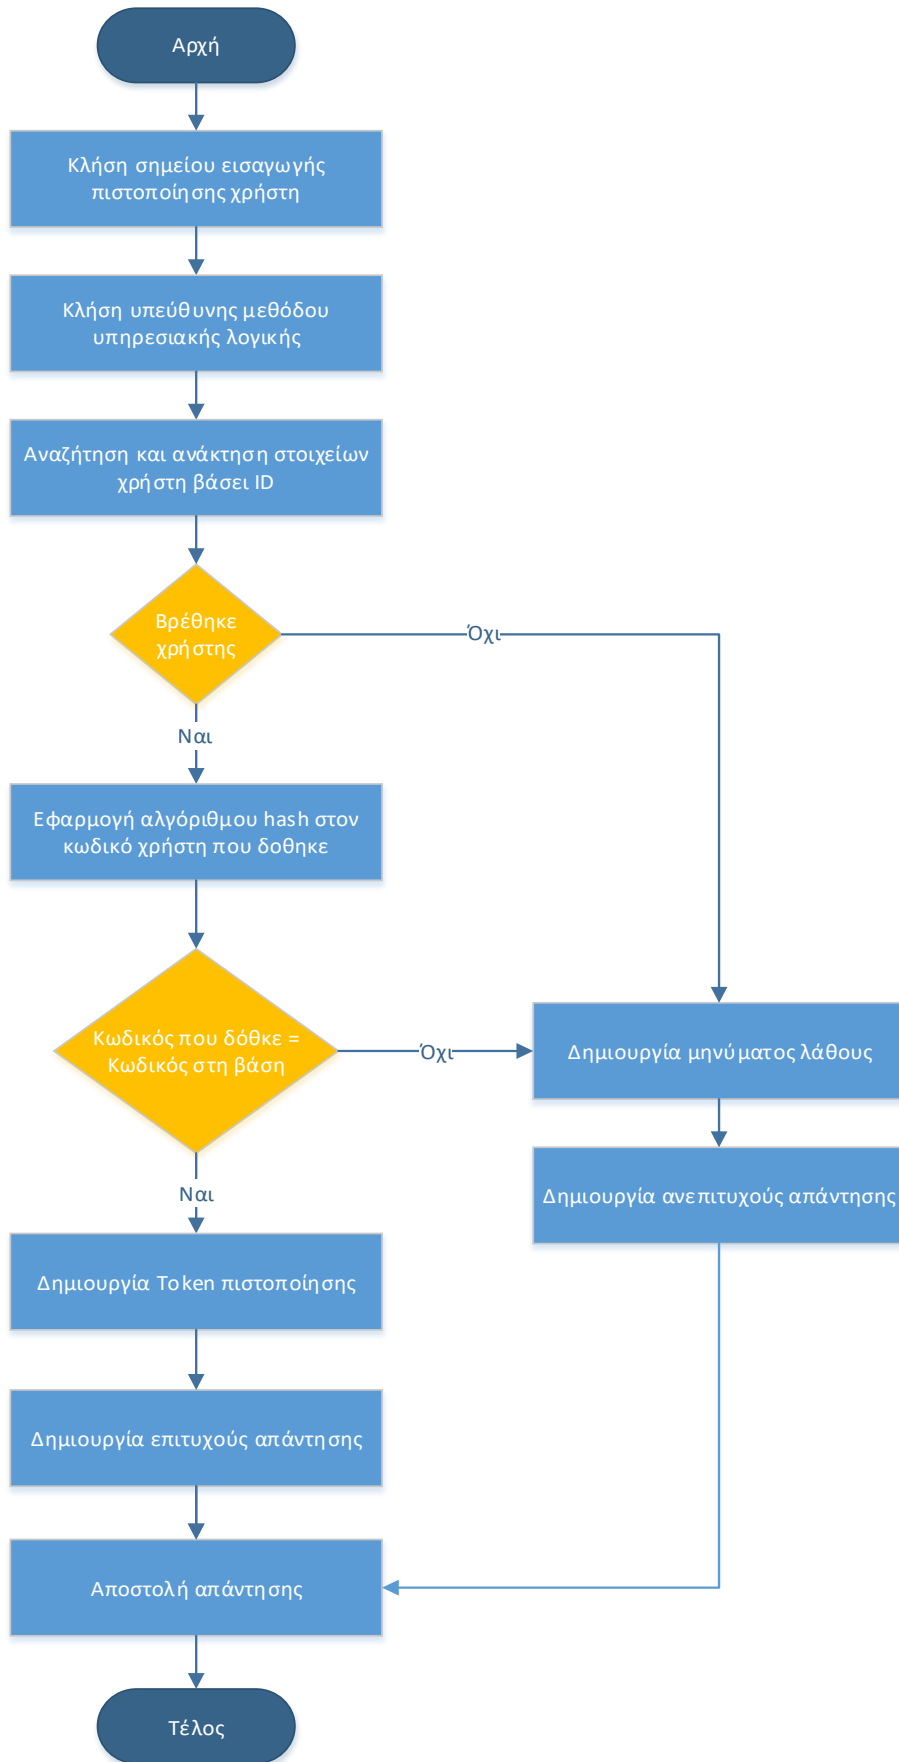 Αρχή
Κλήση σημείου εισαγωγής
πιστοποίησης χρήστη
Κλήση υπεύθυνης μεθόδου
υπηρεσιακής λογικής
Αναζήτηση και ανάκτηση στοιχείων
χρήστη βάσει ID
Βρέθηκε
χρήστης
Όχι
Ναι
Εφαρμογή αλγόριθμου hash στον
κωδικό χρήστη που δοθηκε
Κωδικός που δόθκε =
Κωδικός στη βάση
Όχι
Δημιουργία μηνύματος λάθους
Ναι
Δημιουργία ανεπιτυχούς απάντησης
Δημιουργία Token πιστοποίησης
Δημιουργία επιτυχούς απάντησης
Αποστολή απάντησης
Τέλος